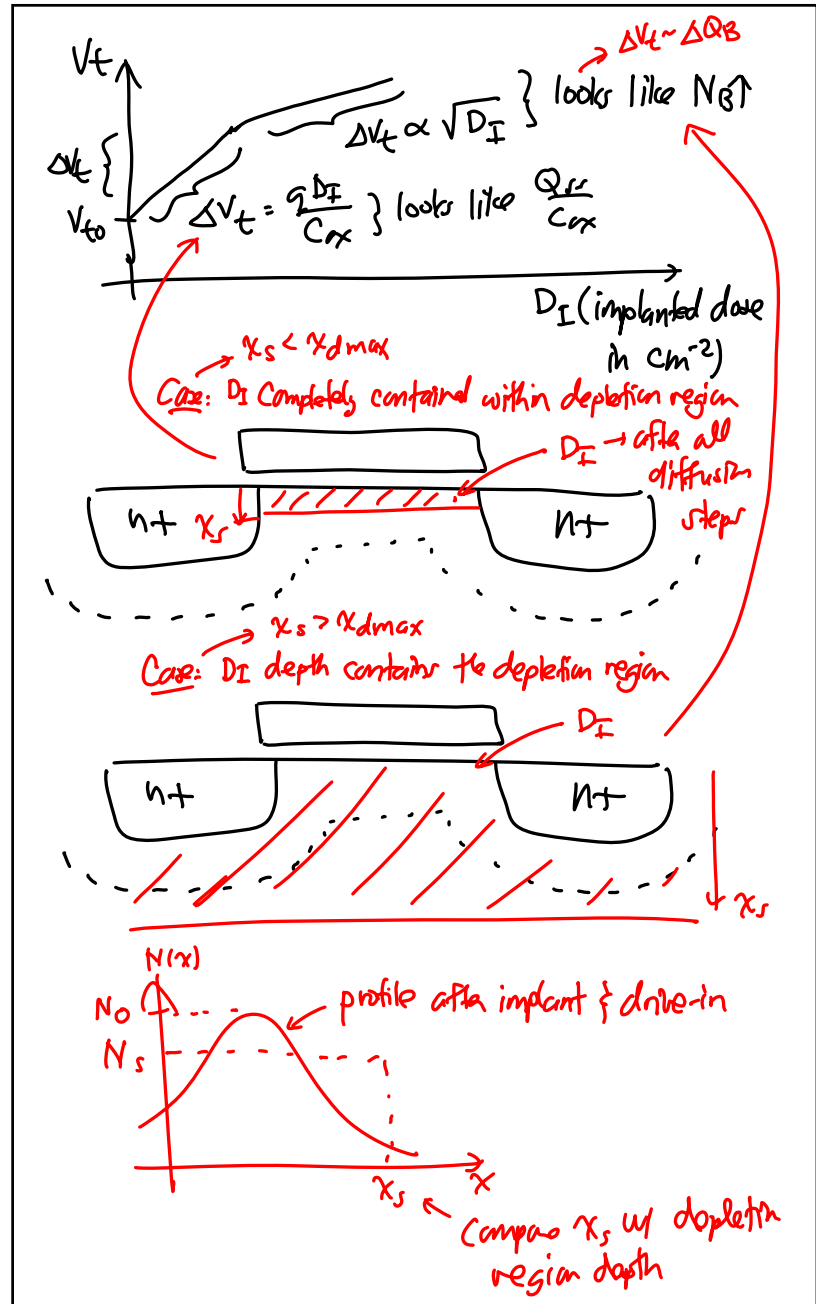 ΔVt ~ ΔQB
Vt
ΔVt ∝ √DI } looks like NB↑
ΔVt {
Vto
ΔVt = qDI/Cox } looks like Qss/Cox
DI (implanted dose
in cm⁻²)
xs < xdmax
Case: DI Completely contained within depletion region
DI → after all
diffusion
steps
n+ xs n+
xs > xdmax
Case: DI depth contains the depletion region
DI
n+ n+
xs
N(x)
No profile after implant & drive-in
Ns
xs x
Compare xs w/ depletin
region depth